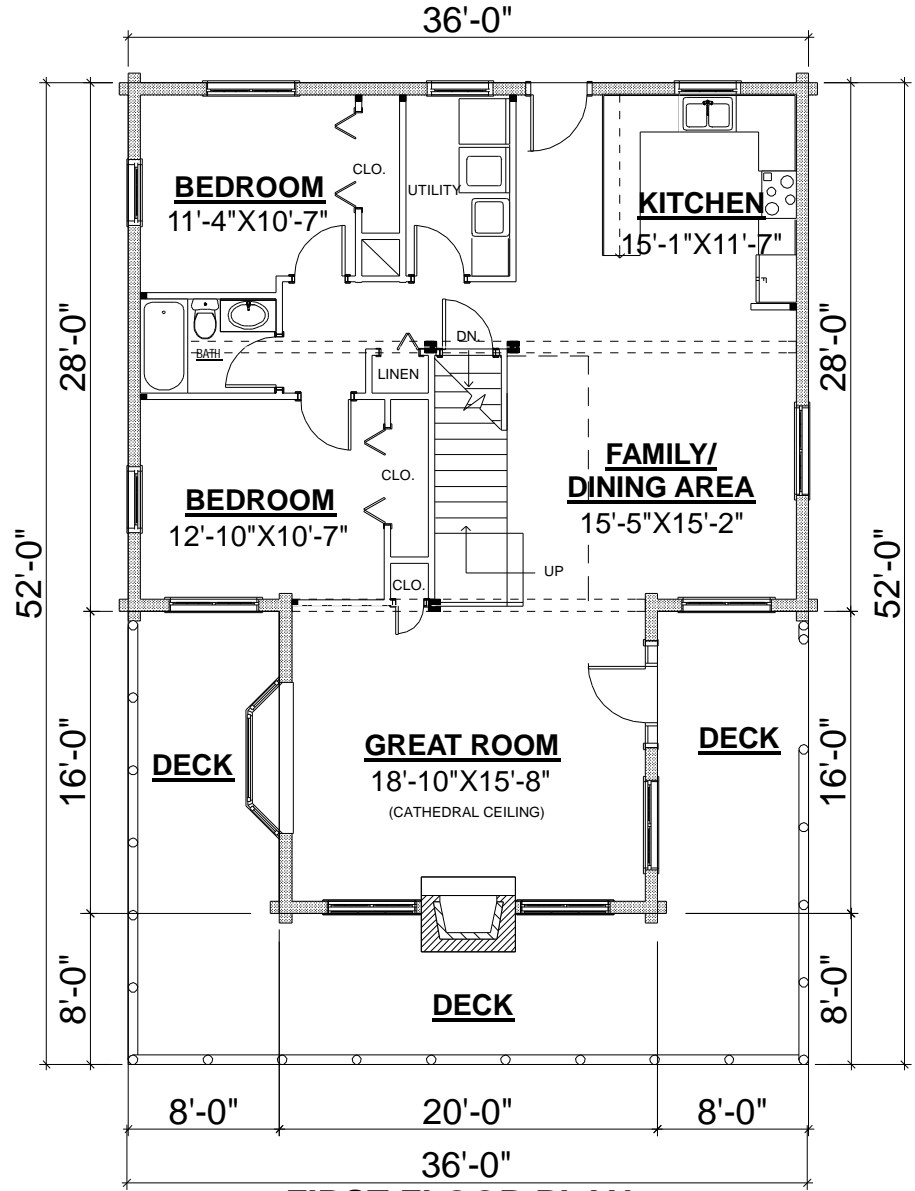 36'-0"
BEDROOM
11'-4"X10'-7"
CLO.
UTILITY
KITCHEN
15'-1"X11'-7"
F
28'-0"
28'-0"
BATH
DN.
LINEN
BEDROOM
12'-10"X10'-7"
CLO.
FAMILY/
DINING AREA
15'-5"X15'-2"
52'-0"
52'-0"
CLO.
UP
16'-0"
16'-0"
DECK
GREAT ROOM
18'-10"X15'-8"
(CATHEDRAL CEILING)
DECK
8'-0"
8'-0"
DECK
8'-0"
20'-0"
8'-0"
36'-0"
FIRST FLOOR PLAN